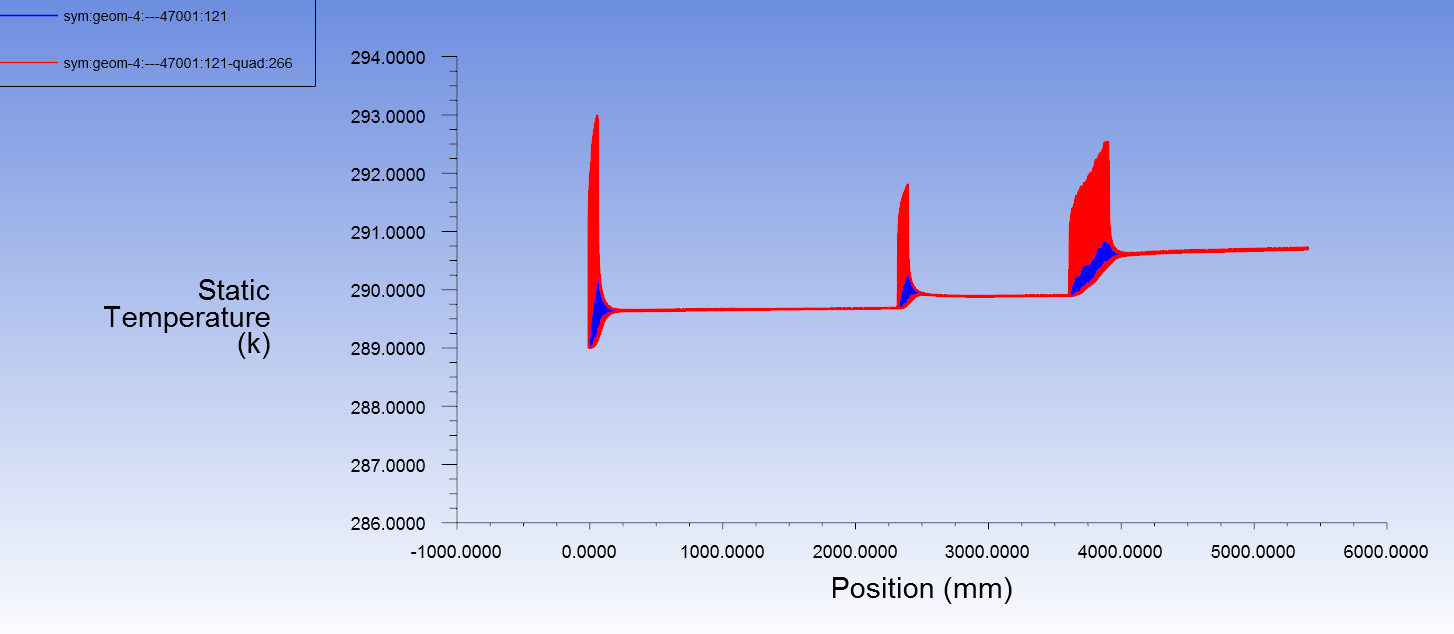 sym:geom-4:---47001:121
sym:geom-4:---47001:121-quad:266
294.0000
293.0000
292.0000
291.0000
290.0000
289.0000
288.0000
287.0000
286.0000
Static
Temperature
(k)
-1000.0000 0.0000 1000.0000 2000.0000 3000.0000 4000.0000 5000.0000 6000.0000
Position (mm)